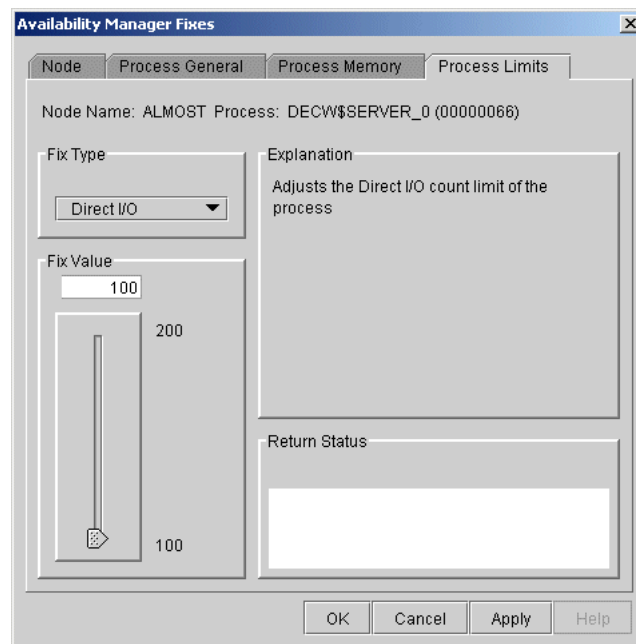 Availability Manager Fixes
Node Process General Process Memory Process Limits
Node Name: ALMOST Process: DECW$SERVER_0 (00000066)
Fix Type
Direct I/O
Explanation
Adjusts the Direct I/O count limit of the
process
Fix Value
100
200
100
Return Status
OK Cancel Apply Help